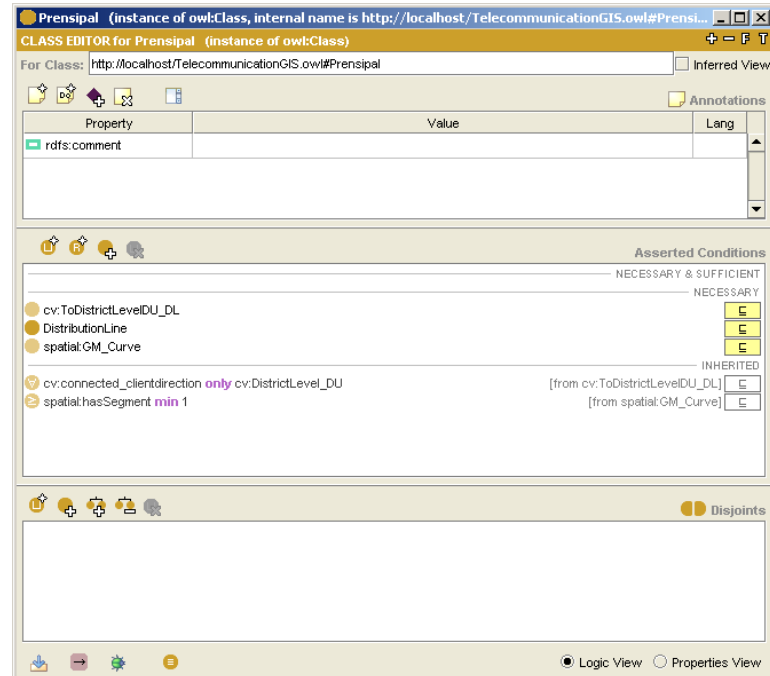 Prensipal (instance of owl:Class, internal name is http://localhost/TelecommunicationGIS.owl#Prensi...
CLASS EDITOR for Prensipal (instance of owl:Class) F T
For Class: http://localhost/TelecommunicationGIS.owl#Prensipal Inferred View
Annotations
Property Value Lang
rdfs:comment
Asserted Conditions
NECESSARY & SUFFICIENT
NECESSARY
cv:ToDistrictLevelDU_DL ⊑
DistributionLine ⊑
spatial:GM_Curve ⊑
INHERITED
∀ cv:connected_clientdirection only cv:DistrictLevel_DU [from cv:ToDistrictLevelDU_DL] ⊑
≥ spatial:hasSegment min 1 [from spatial:GM_Curve] ⊑
Disjoints
Logic View Properties View